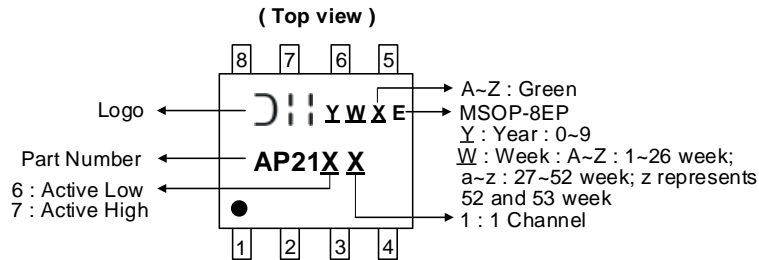 ( Top view )
8 7 6 5
Logo
Y W X E
A~Z : Green
MSOP-8EP
Y : Year : 0~9
W : Week : A~Z : 1~26 week;
a~z : 27~52 week; z represents
52 and 53 week
1 : 1 Channel
Part Number
AP21X X
6 : Active Low
7 : Active High
1 2 3 4